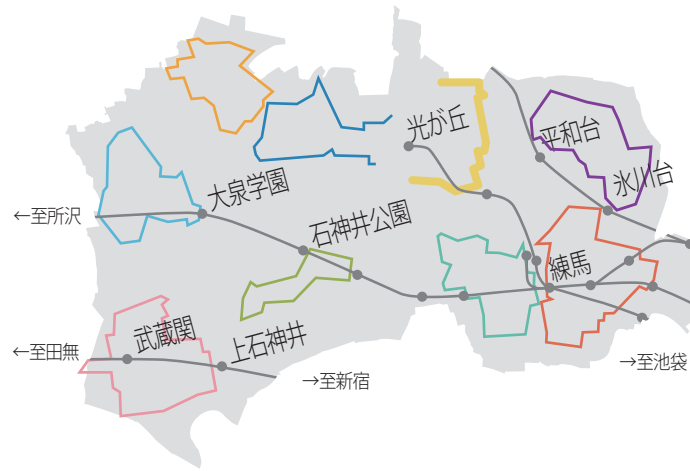 光が丘
平和台
氷川台
大泉学園
←至所沢
石神井公園
練馬
武蔵関
上石神井
←至田無
→至新宿
→至池袋